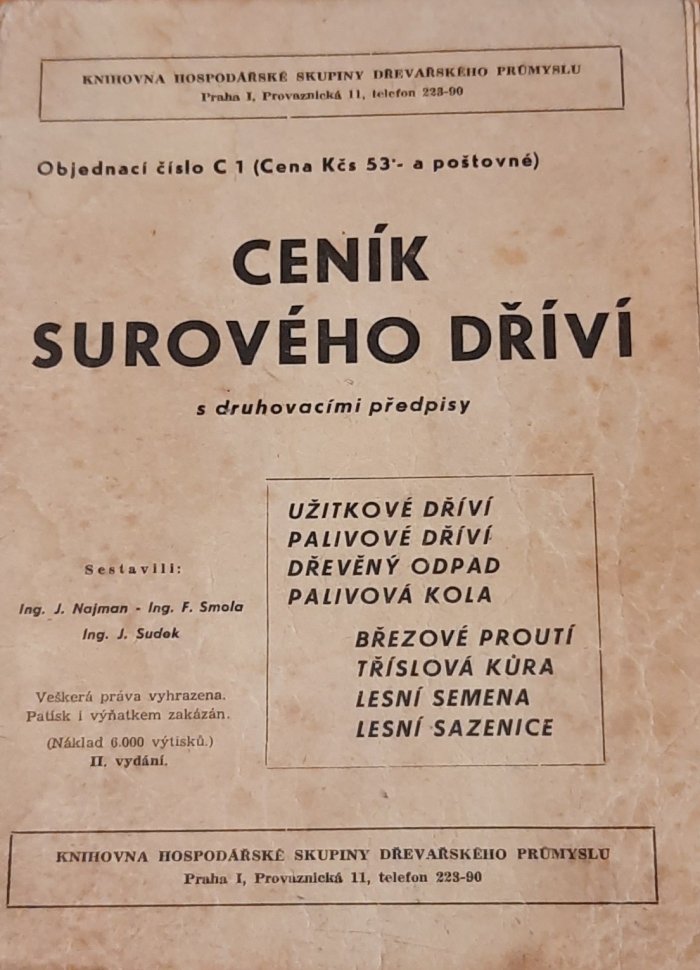 KNIHOVNA HOSPODÁŘSKÉ SKUPINY DŘEVAŘSKÉHO PRŮMYSLU
Praha I, Provaznická 11, telefon 223-90
Objednací číslo C 1 (Cena Kčs 53·- a poštovné)
CENÍK
SUROVÉHO DŘÍVÍ
s druhovacími předpisy
Sestavili:
Ing. J. Najman - Ing. F. Smola
Ing. J. Sudek
Veškerá práva vyhrazena.
Patisk i výňatkem zakázán.
(Náklad 6.000 výtisků.)
II. vydání.
UŽITKOVÉ DŘÍVÍ
PALIVOVÉ DŘÍVÍ
DŘEVĚNÝ ODPAD
PALIVOVÁ KOLA
BŘEZOVÉ PROUTÍ
TŘÍSLOVÁ KŮRA
LESNÍ SEMENA
LESNÍ SAZENICE
KNIHOVNA HOSPODÁŘSKÉ SKUPINY DŘEVAŘSKÉHO PRŮMYSLU
Praha I, Provaznická 11, telefon 223-90